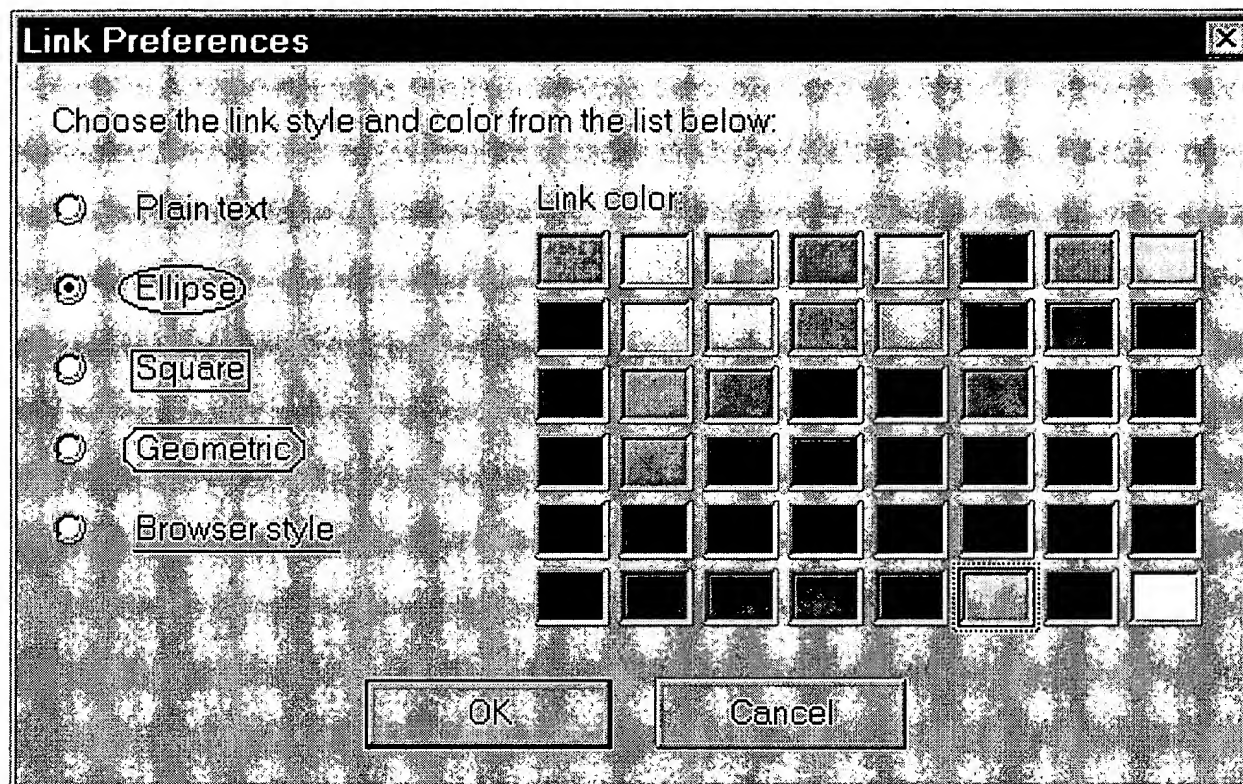 Link Preferences
Choose the link style and color from the list below:
Plain text
Link color:
Ellipse
Square
Geometric
Browser style
OK
Cancel